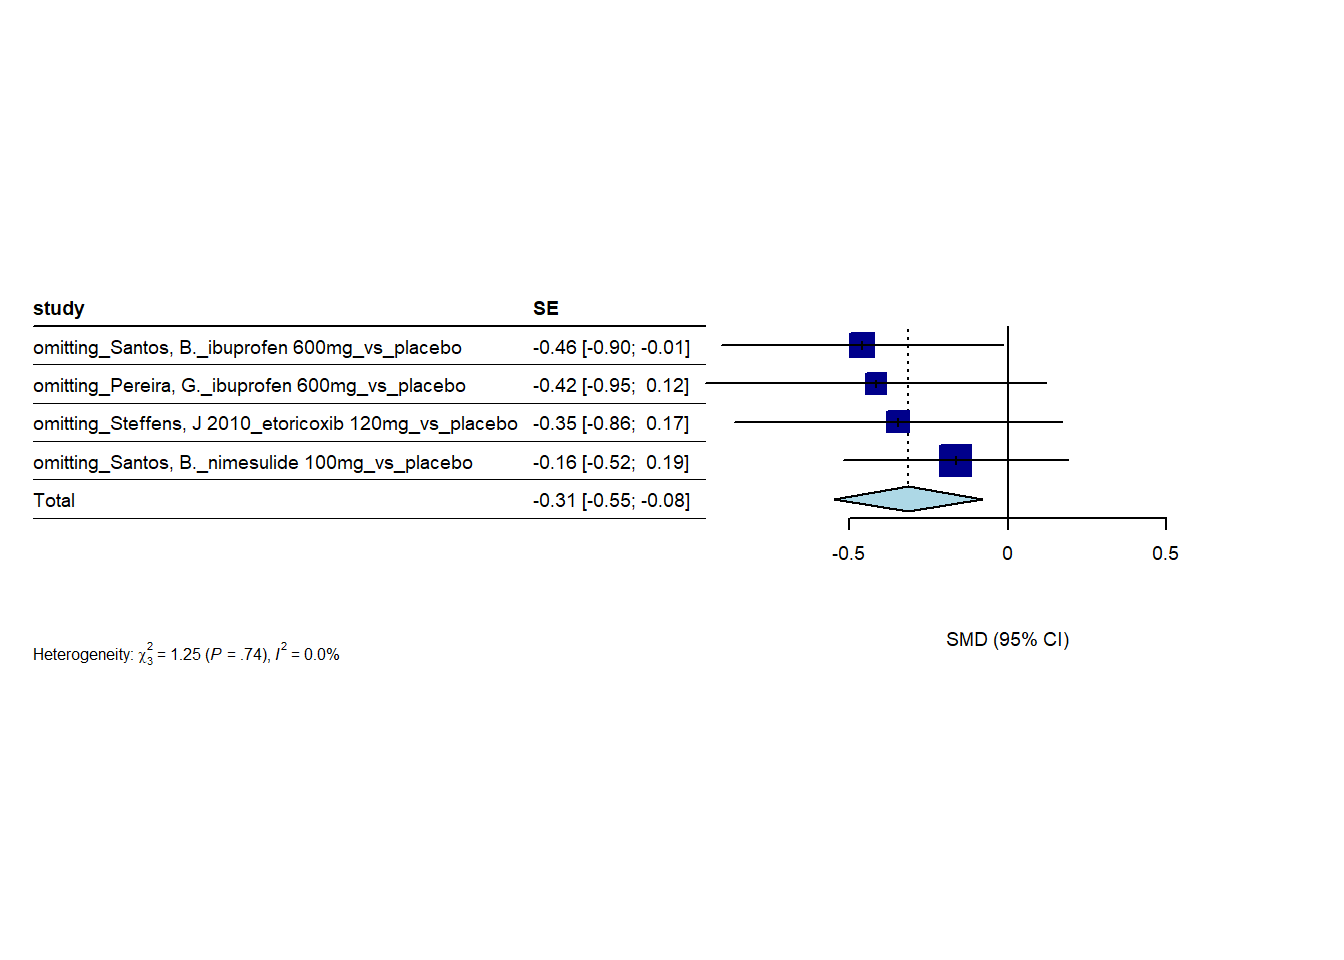 study SE
omitting_Santos, B._ibuprofen 600mg_vs_placebo -0.46 [-0.90; -0.01]
omitting_Pereira, G._ibuprofen 600mg_vs_placebo -0.42 [-0.95; 0.12]
omitting_Steffens, J 2010_etoricoxib 120mg_vs_placebo -0.35 [-0.86; 0.17]
omitting_Santos, B._nimesulide 100mg_vs_placebo -0.16 [-0.52; 0.19]
Total -0.31 [-0.55; -0.08]
-0.5 0 0.5
SMD (95% CI)
Heterogeneity: χ²₃ = 1.25 (P = .74), I² = 0.0%